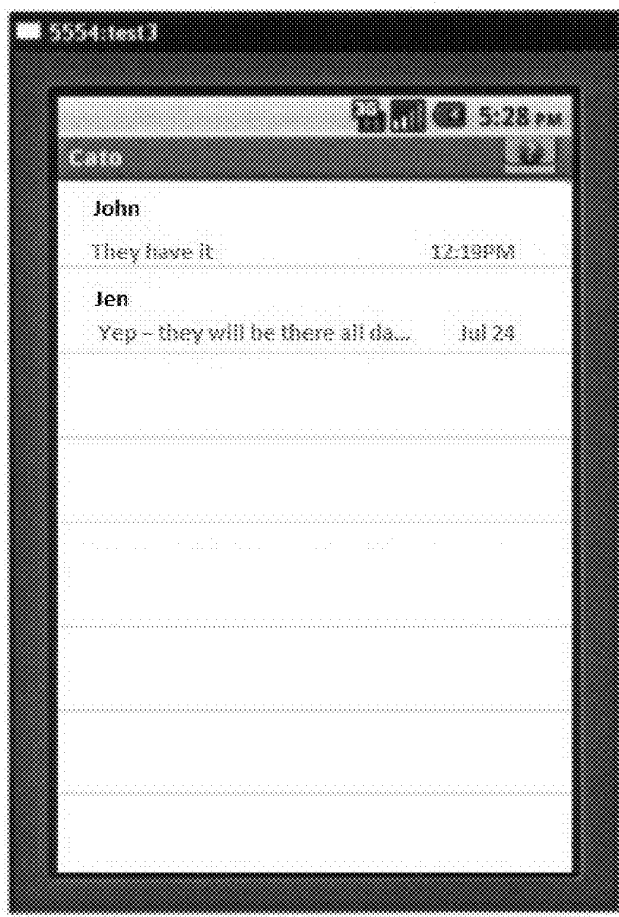 5554:test3
5:28 PM
Cato
John
They have it 12:19PM
Jen
Yep – they will be there all da... Jul 24